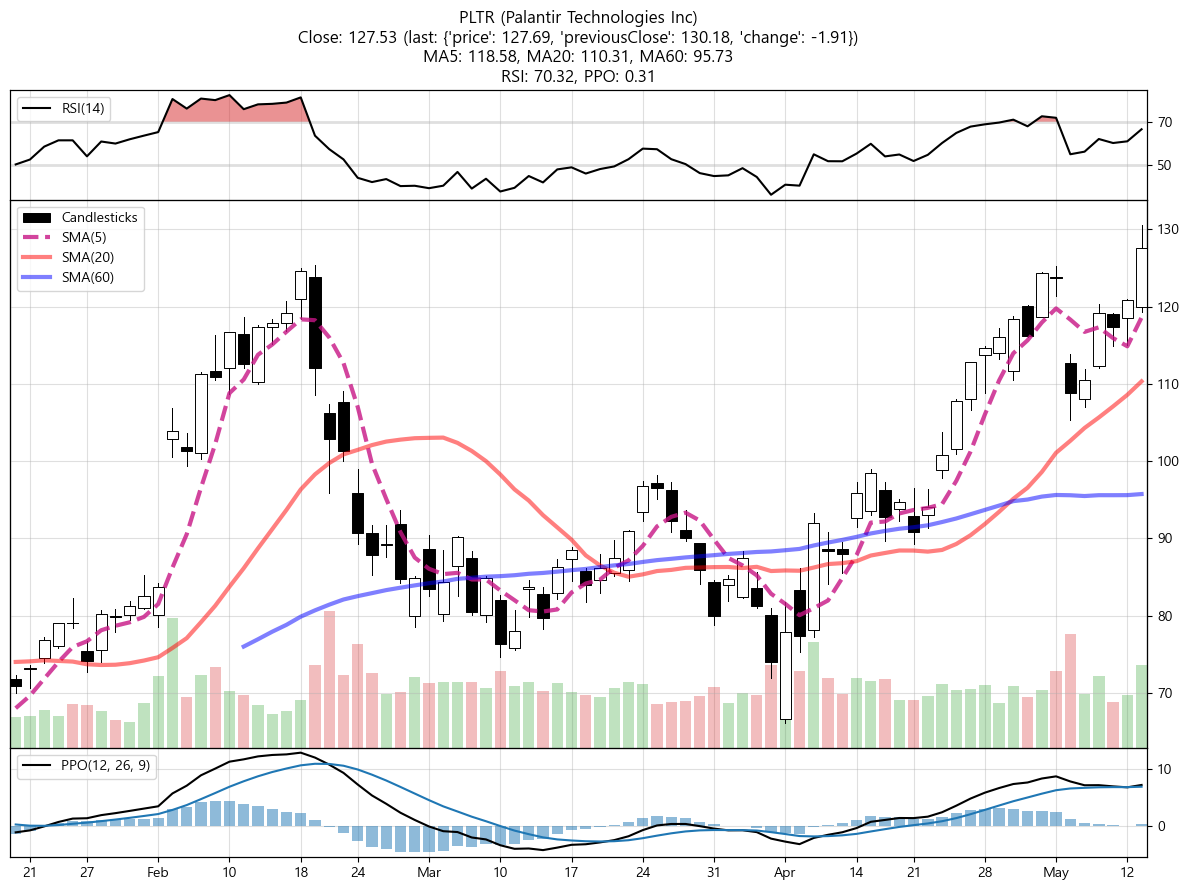 PLTR (Palantir Technologies Inc)
Close: 127.53 (last: {'price': 127.69, 'previousClose': 130.18, 'change': -1.91})
MA5: 118.58, MA20: 110.31, MA60: 95.73
RSI: 70.32, PPO: 0.31
RSI(14)
70
50
Candlesticks
SMA(5)
SMA(20)
SMA(60)
130
120
110
100
90
80
70
PPO(12, 26, 9)
10
0
21 27 Feb 10 18 24 Mar 10 17 24 31 Apr 14 21 28 May 12